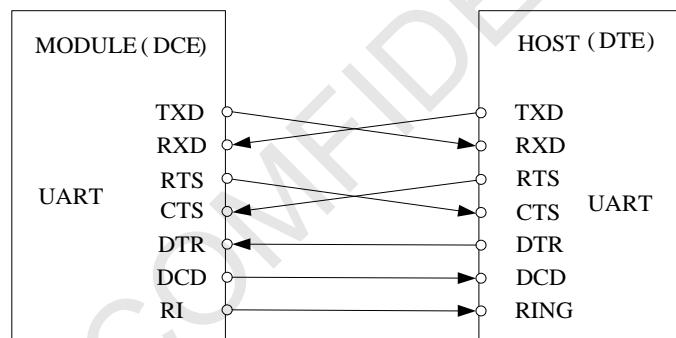 MODULE (DCE)
HOST (DTE)
TXD
TXD
RXD
RXD
RTS
RTS
UART
UART
CTS
CTS
DTR
DTR
DCD
DCD
RI
RING
COMFIDE